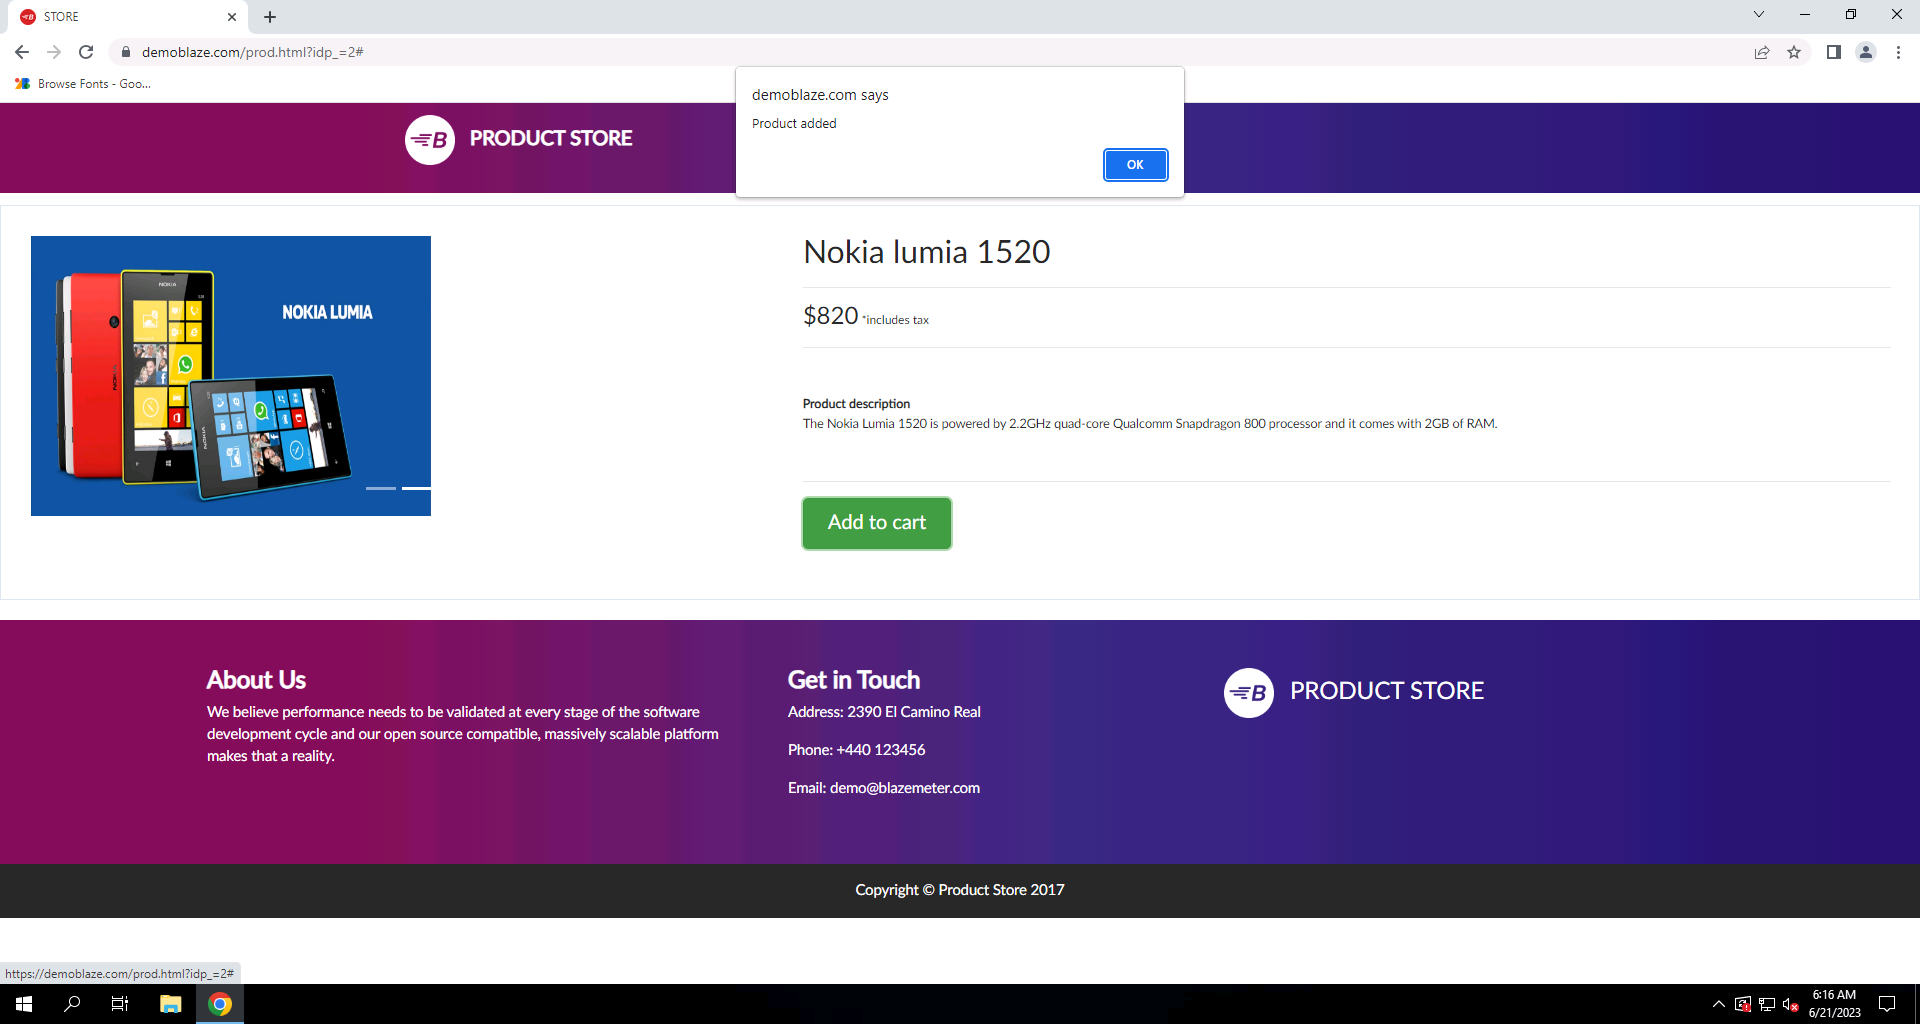 STORE
demoblaze.com/prod.html?idp_=2#
Browse Fonts - Goo...
demoblaze.com says
Product added
OK
PRODUCT STORE
NOKIA LUMIA
Nokia lumia 1520
$820 *includes tax
Product description
The Nokia Lumia 1520 is powered by 2.2GHz quad-core Qualcomm Snapdragon 800 processor and it comes with 2GB of RAM.
Add to cart
About Us
We believe performance needs to be validated at every stage of the software
development cycle and our open source compatible, massively scalable platform
makes that a reality.
Get in Touch
Address: 2390 El Camino Real
Phone: +440 123456
Email: demo@blazemeter.com
PRODUCT STORE
Copyright © Product Store 2017
https://demoblaze.com/prod.html?idp_=2#
6:16 AM
6/21/2023